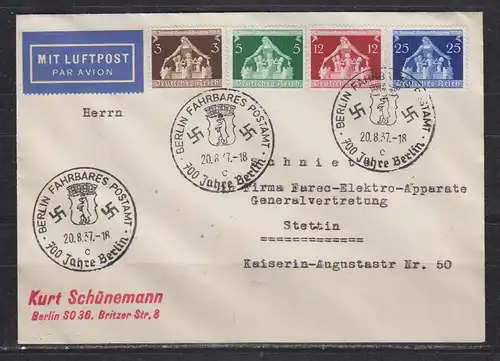 MIT LUFTPOST
PAR AVION
3 3
Deutsches Reich
5 5
Deutsches Reich
12 12
Deutsches Reich
25 25
Deutsches Reich
Herrn
BERLIN FAHRBARES POSTAMT
20.8.37.-18
c
700 Jahre Berlin
BERLIN FAHRBARES POSTAMT
20.8.37.-18
c
700 Jahre Berlin
BERLIN FAHRBARES POSTAMT
20.8.37.-18
c
700 Jahre Berlin
Firma Farec-Elektro-Apparate
Generalvertretung
Stettin
=============
Kaiserin-Augustastr Nr. 50
Kurt Schünemann
Berlin SO 36, Britzer Str. 8